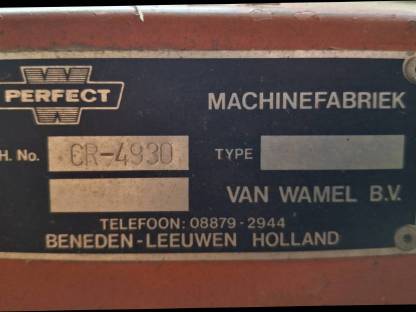 W
PERFECT
W
MACHINEFABRIEK
H. No. CR-4930 TYPE
VAN WAMEL B.V.
TELEFOON: 08879-2944
BENEDEN-LEEUWEN HOLLAND